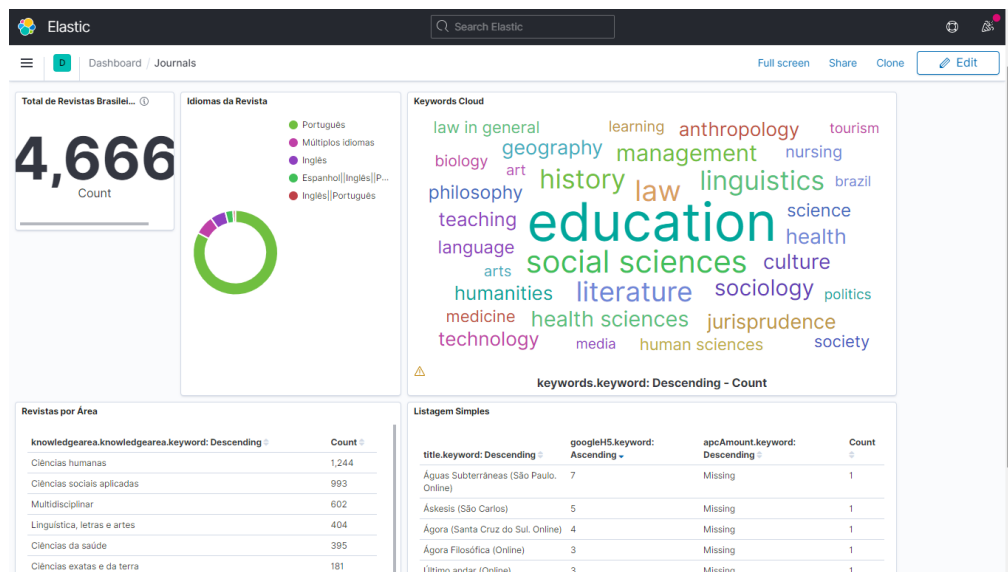 Elastic
Search Elastic
D
Dashboard / Journals
Full screen
Share
Clone
Edit
Total de Revistas Brasilei...
4,666
Count
Idiomas da Revista
Português
Múltiplos idiomas
Inglês
Espanhol||Inglês||P...
Inglês||Português
Keywords Cloud
law in general
learning
anthropology
tourism
geography
management
nursing
biology
art
history
law
linguistics
brazil
philosophy
education
science
teaching
health
language
social sciences
culture
arts
humanities
literature
sociology
politics
medicine
health sciences
jurisprudence
technology
media
human sciences
society
keywords.keyword: Descending - Count
Revistas por Área
knowledgearea.knowledgearea.keyword: Descending Count
Ciências humanas 1,244
Ciências sociais aplicadas 993
Multidisciplinar 602
Linguística, letras e artes 404
Ciências da saúde 395
Ciências exatas e da terra 181
Listagem Simples
title.keyword: Descending
googleH5.keyword:
Ascending
apcAmount.keyword:
Descending
Count
Águas Subterrâneas (São Paulo. 7 Missing 1
Online)
Áskesis (São Carlos) 5 Missing 1
Ágora (Santa Cruz do Sul. Online) 4 Missing 1
Ágora Filosófica (Online) 3 Missing 1
Último andar (Online) 3 Missing 1